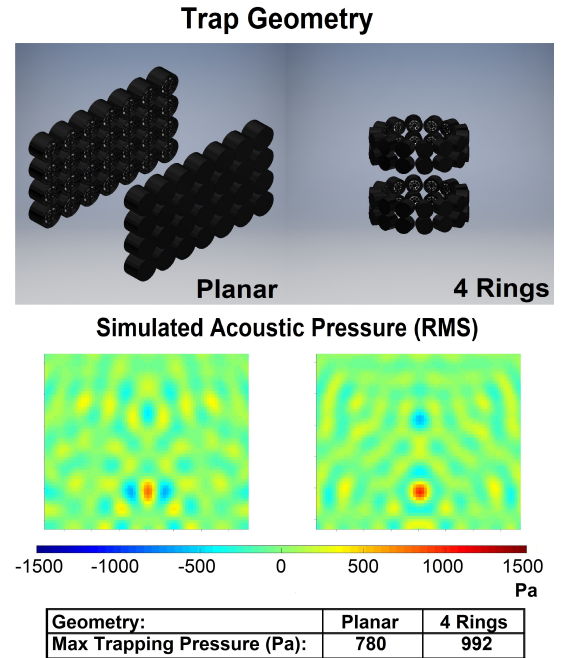 Trap Geometry
Planar
4 Rings
Simulated Acoustic Pressure (RMS)
-1500 -1000 -500 0 500 1000 1500
Pa
Geometry: Planar 4 Rings
Max Trapping Pressure (Pa): 780 992